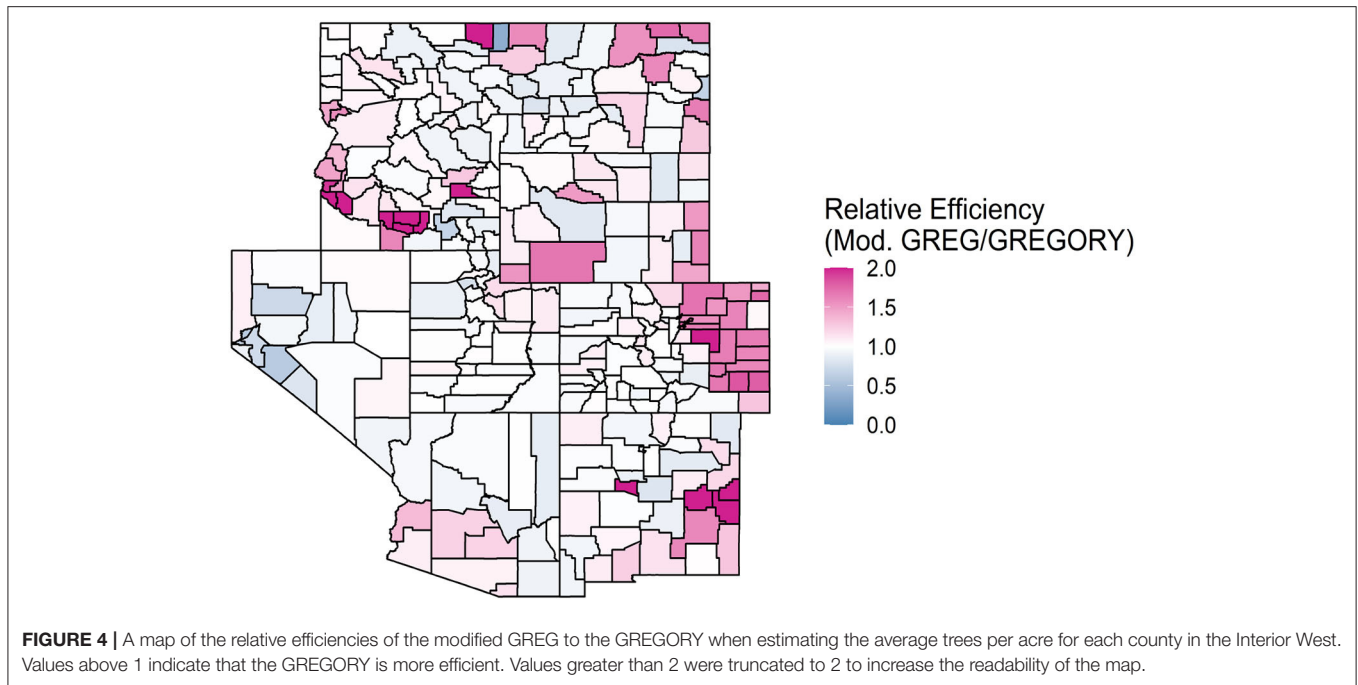 Relative Efficiency
(Mod. GREG/GREGORY)
2.0
1.5
1.0
0.5
0.0
FIGURE 4 | A map of the relative efficiencies of the modified GREG to the GREGORY when estimating the average trees per acre for each county in the Interior West.
Values above 1 indicate that the GREGORY is more efficient. Values greater than 2 were truncated to 2 to increase the readability of the map.